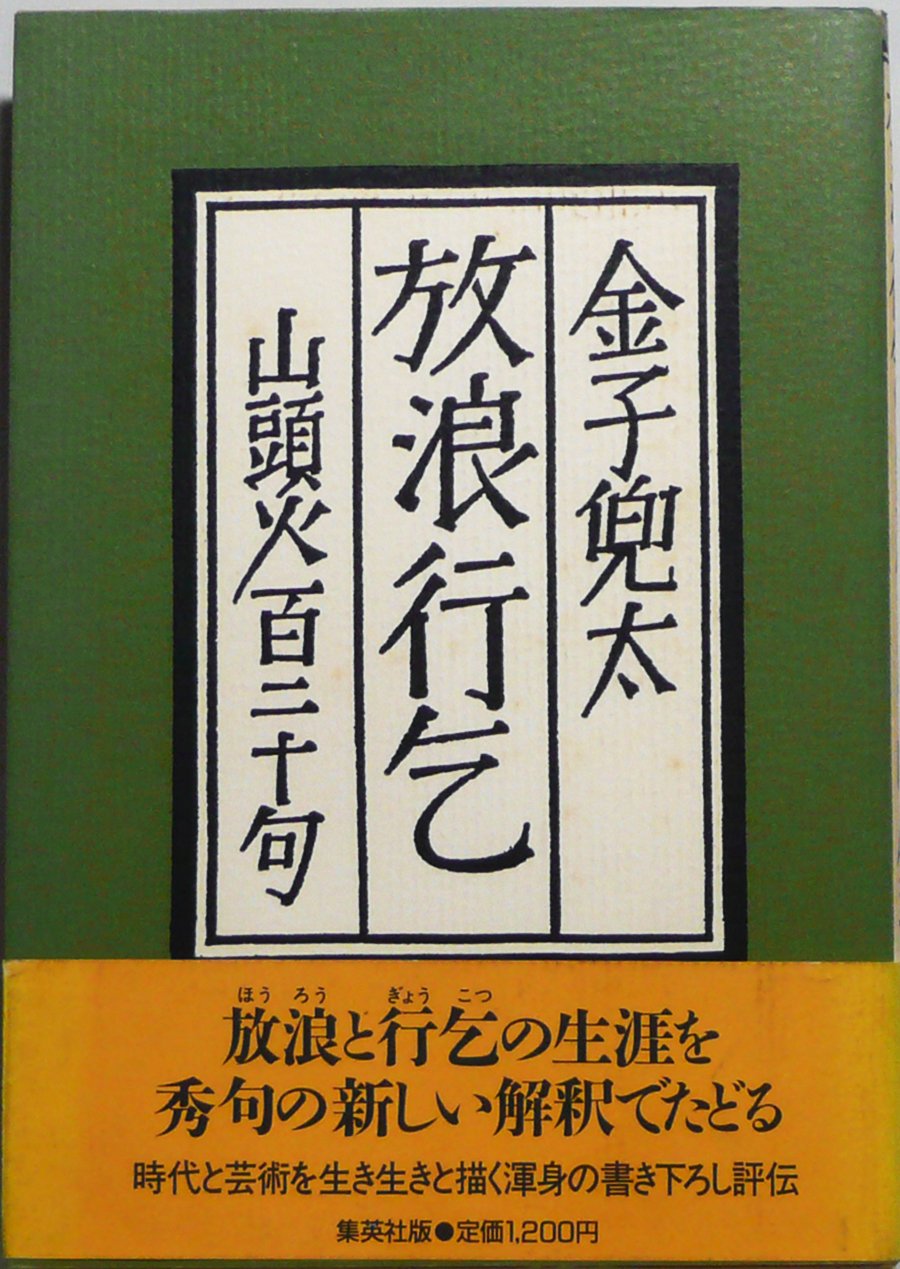 金子兜太
放浪行乞
山頭火百二十句
ほうろう ぎょうこつ
放浪と行乞の生涯を
秀句の新しい解釈でたどる
時代と芸術を生き生きと描く渾身の書き下ろし評伝
集英社版●定価1,200円